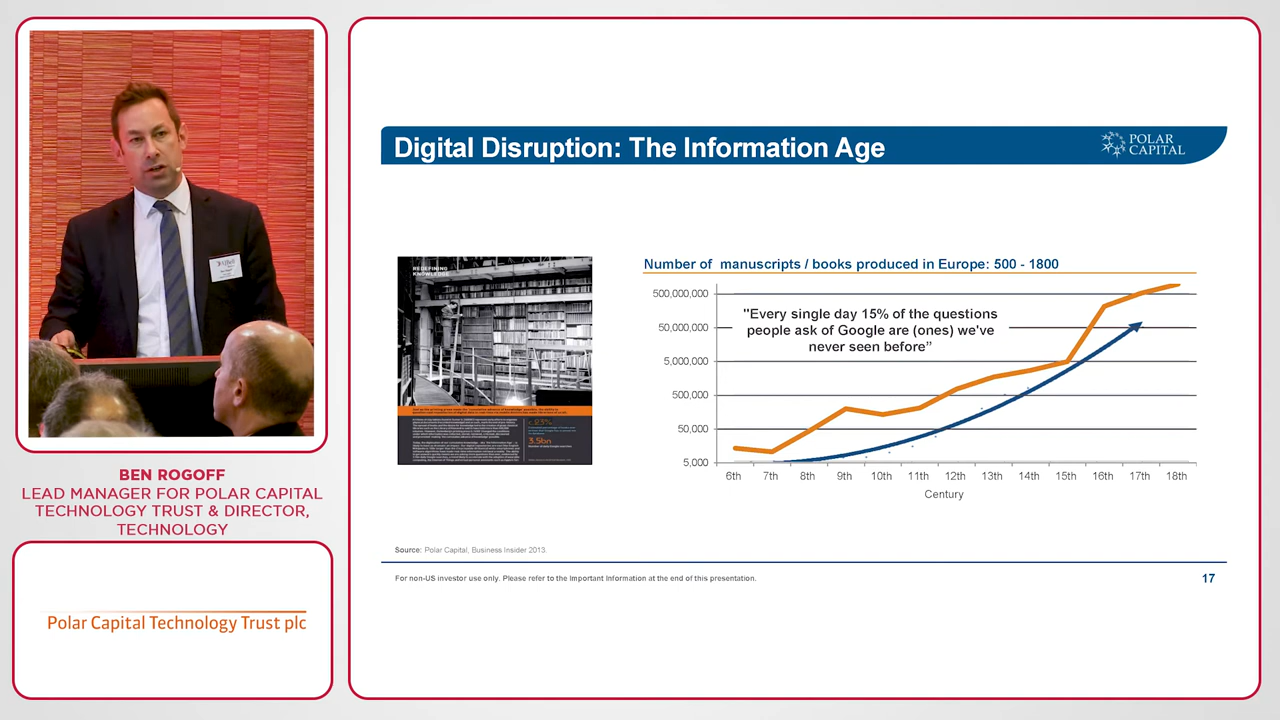 BEN ROGOFF
LEAD MANAGER FOR POLAR CAPITAL
TECHNOLOGY TRUST & DIRECTOR,
TECHNOLOGY
Polar Capital Technology Trust plc
Digital Disruption: The Information Age
POLAR
CAPITAL
REDEFINING
KNOWLEDGE
3.5bn
Number of manuscripts / books produced in Europe: 500 - 1800
"Every single day 15% of the questions
people ask of Google are (ones) we've
never seen before”
500,000,000
50,000,000
5,000,000
500,000
50,000
5,000
6th 7th 8th 9th 10th 11th 12th 13th 14th 15th 16th 17th 18th
Century
Source: Polar Capital, Business Insider 2013.
For non-US investor use only. Please refer to the Important Information at the end of this presentation.
17